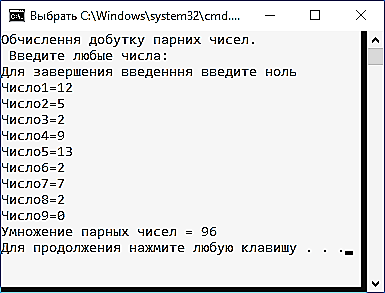 Выбрать C:\Windows\system32\cmd....
Обчислення добутку парних чисел.
Введите любые числа:
Для завершения введенння введите ноль
Число1=12
Число2=5
Число3=2
Число4=9
Число5=13
Число6=2
Число7=7
Число8=2
Число9=0
Умножение парных чисел = 96
Для продолжения нажмите любую клавишу . . .